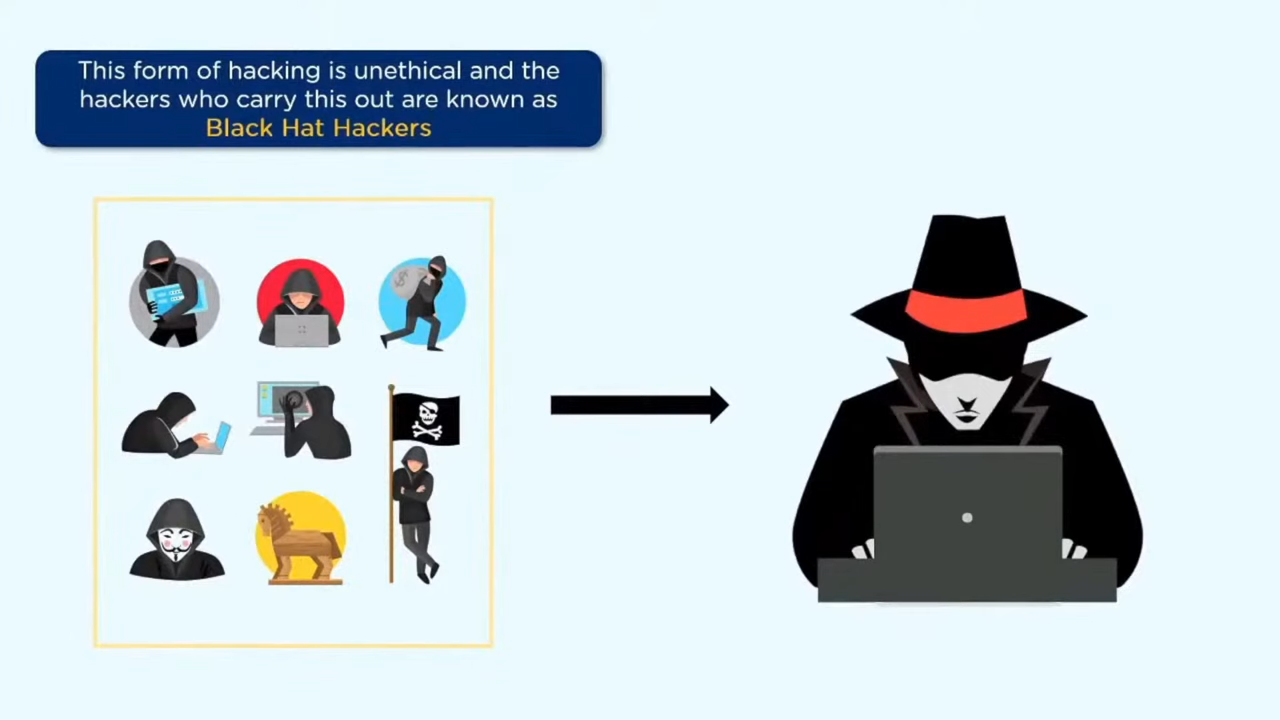 This form of hacking is unethical and the
hackers who carry this out are known as
Black Hat Hackers